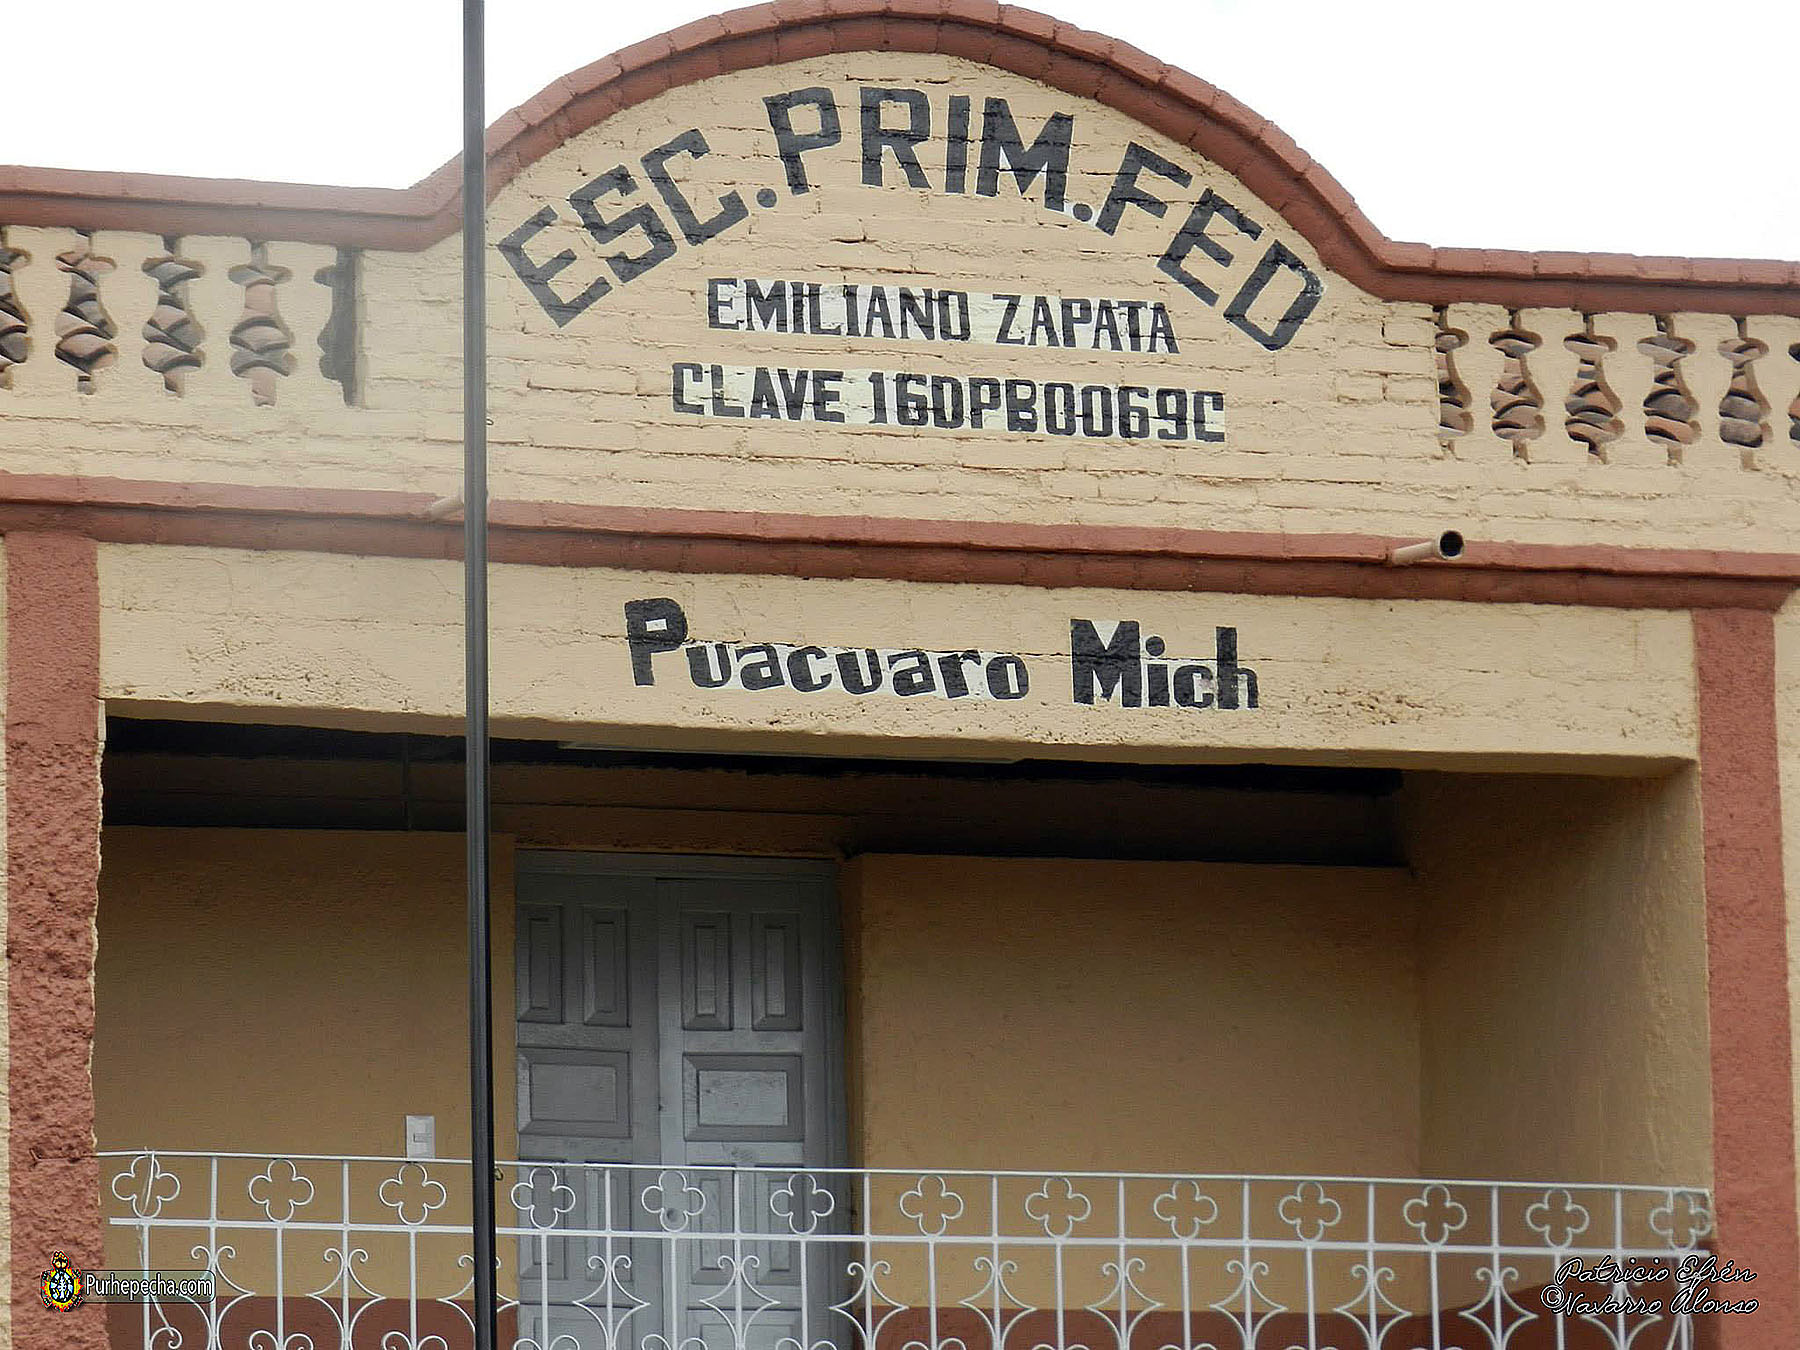 ESC. PRIM. FED
EMILIANO ZAPATA
CLAVE 16DPB0069C
Puacuaro Mich
Purhepecha.com
Patricio Efrén
©Navarro Alonso